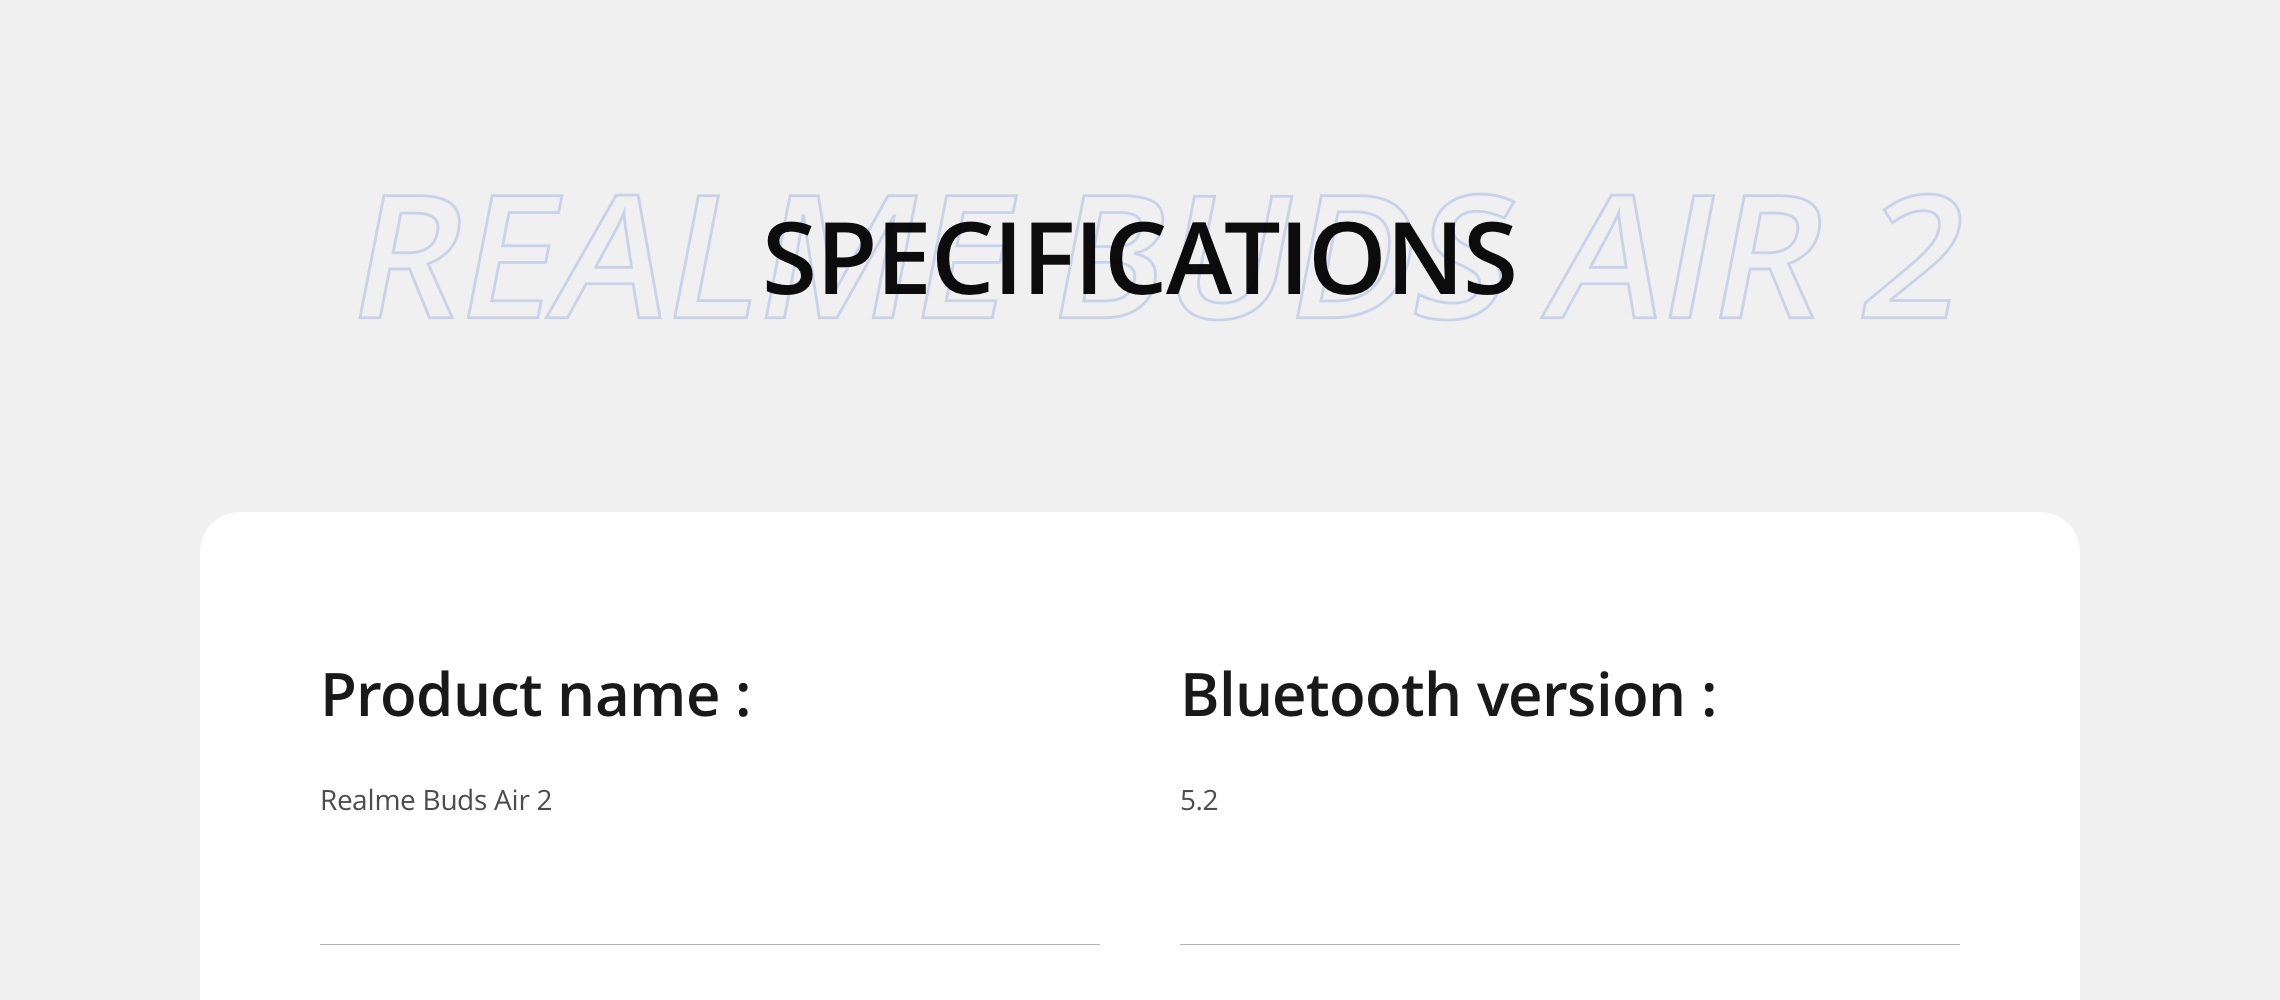 REALME BUDS AIR 2
SPECIFICATIONS
Product name :
Realme Buds Air 2
Bluetooth version :
5.2